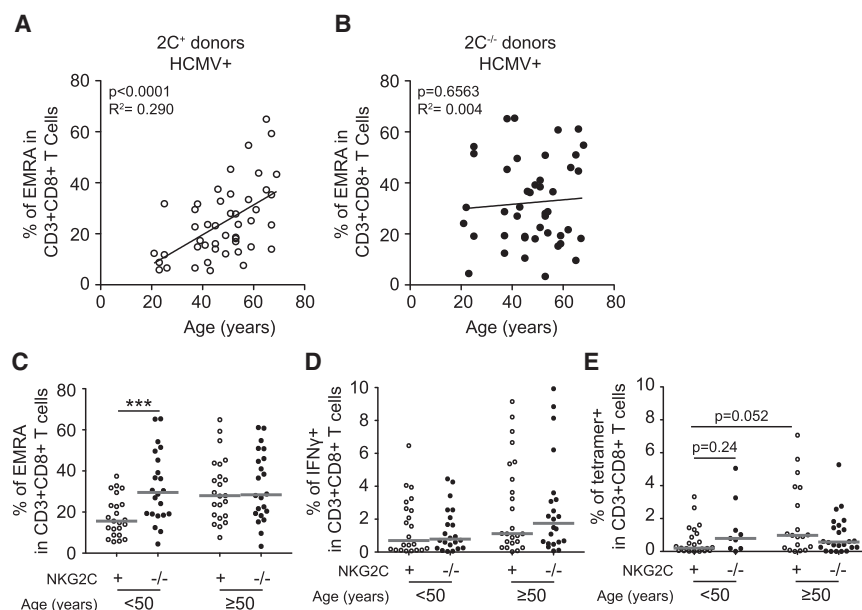 A
2C+ donors
HCMV+
p<0.0001
R2= 0.290
% of EMRA in
CD3+CD8+ T Cells
80
60
40
20
0
0 20 40 60 80
Age (years)
B
2C-/- donors
HCMV+
p=0.6563
R2= 0.004
% of EMRA in
CD3+CD8+ T Cells
80
60
40
20
0
0 20 40 60 80
Age (years)
C
% of EMRA
in CD3+CD8+ T cells
80
60
40
20
0
***
NKG2C + -/- + -/-
Age (years) <50 ≥50
D
% of IFNγ+
in CD3+CD8+ T cells
10
8
6
4
2
0
NKG2C + -/- + -/-
Age (years) <50 ≥50
E
% of tetramer+
in CD3+CD8+ T cells
10
8
6
4
2
0
p=0.052
p=0.24
NKG2C + -/- + -/-
Age (years) <50 ≥50